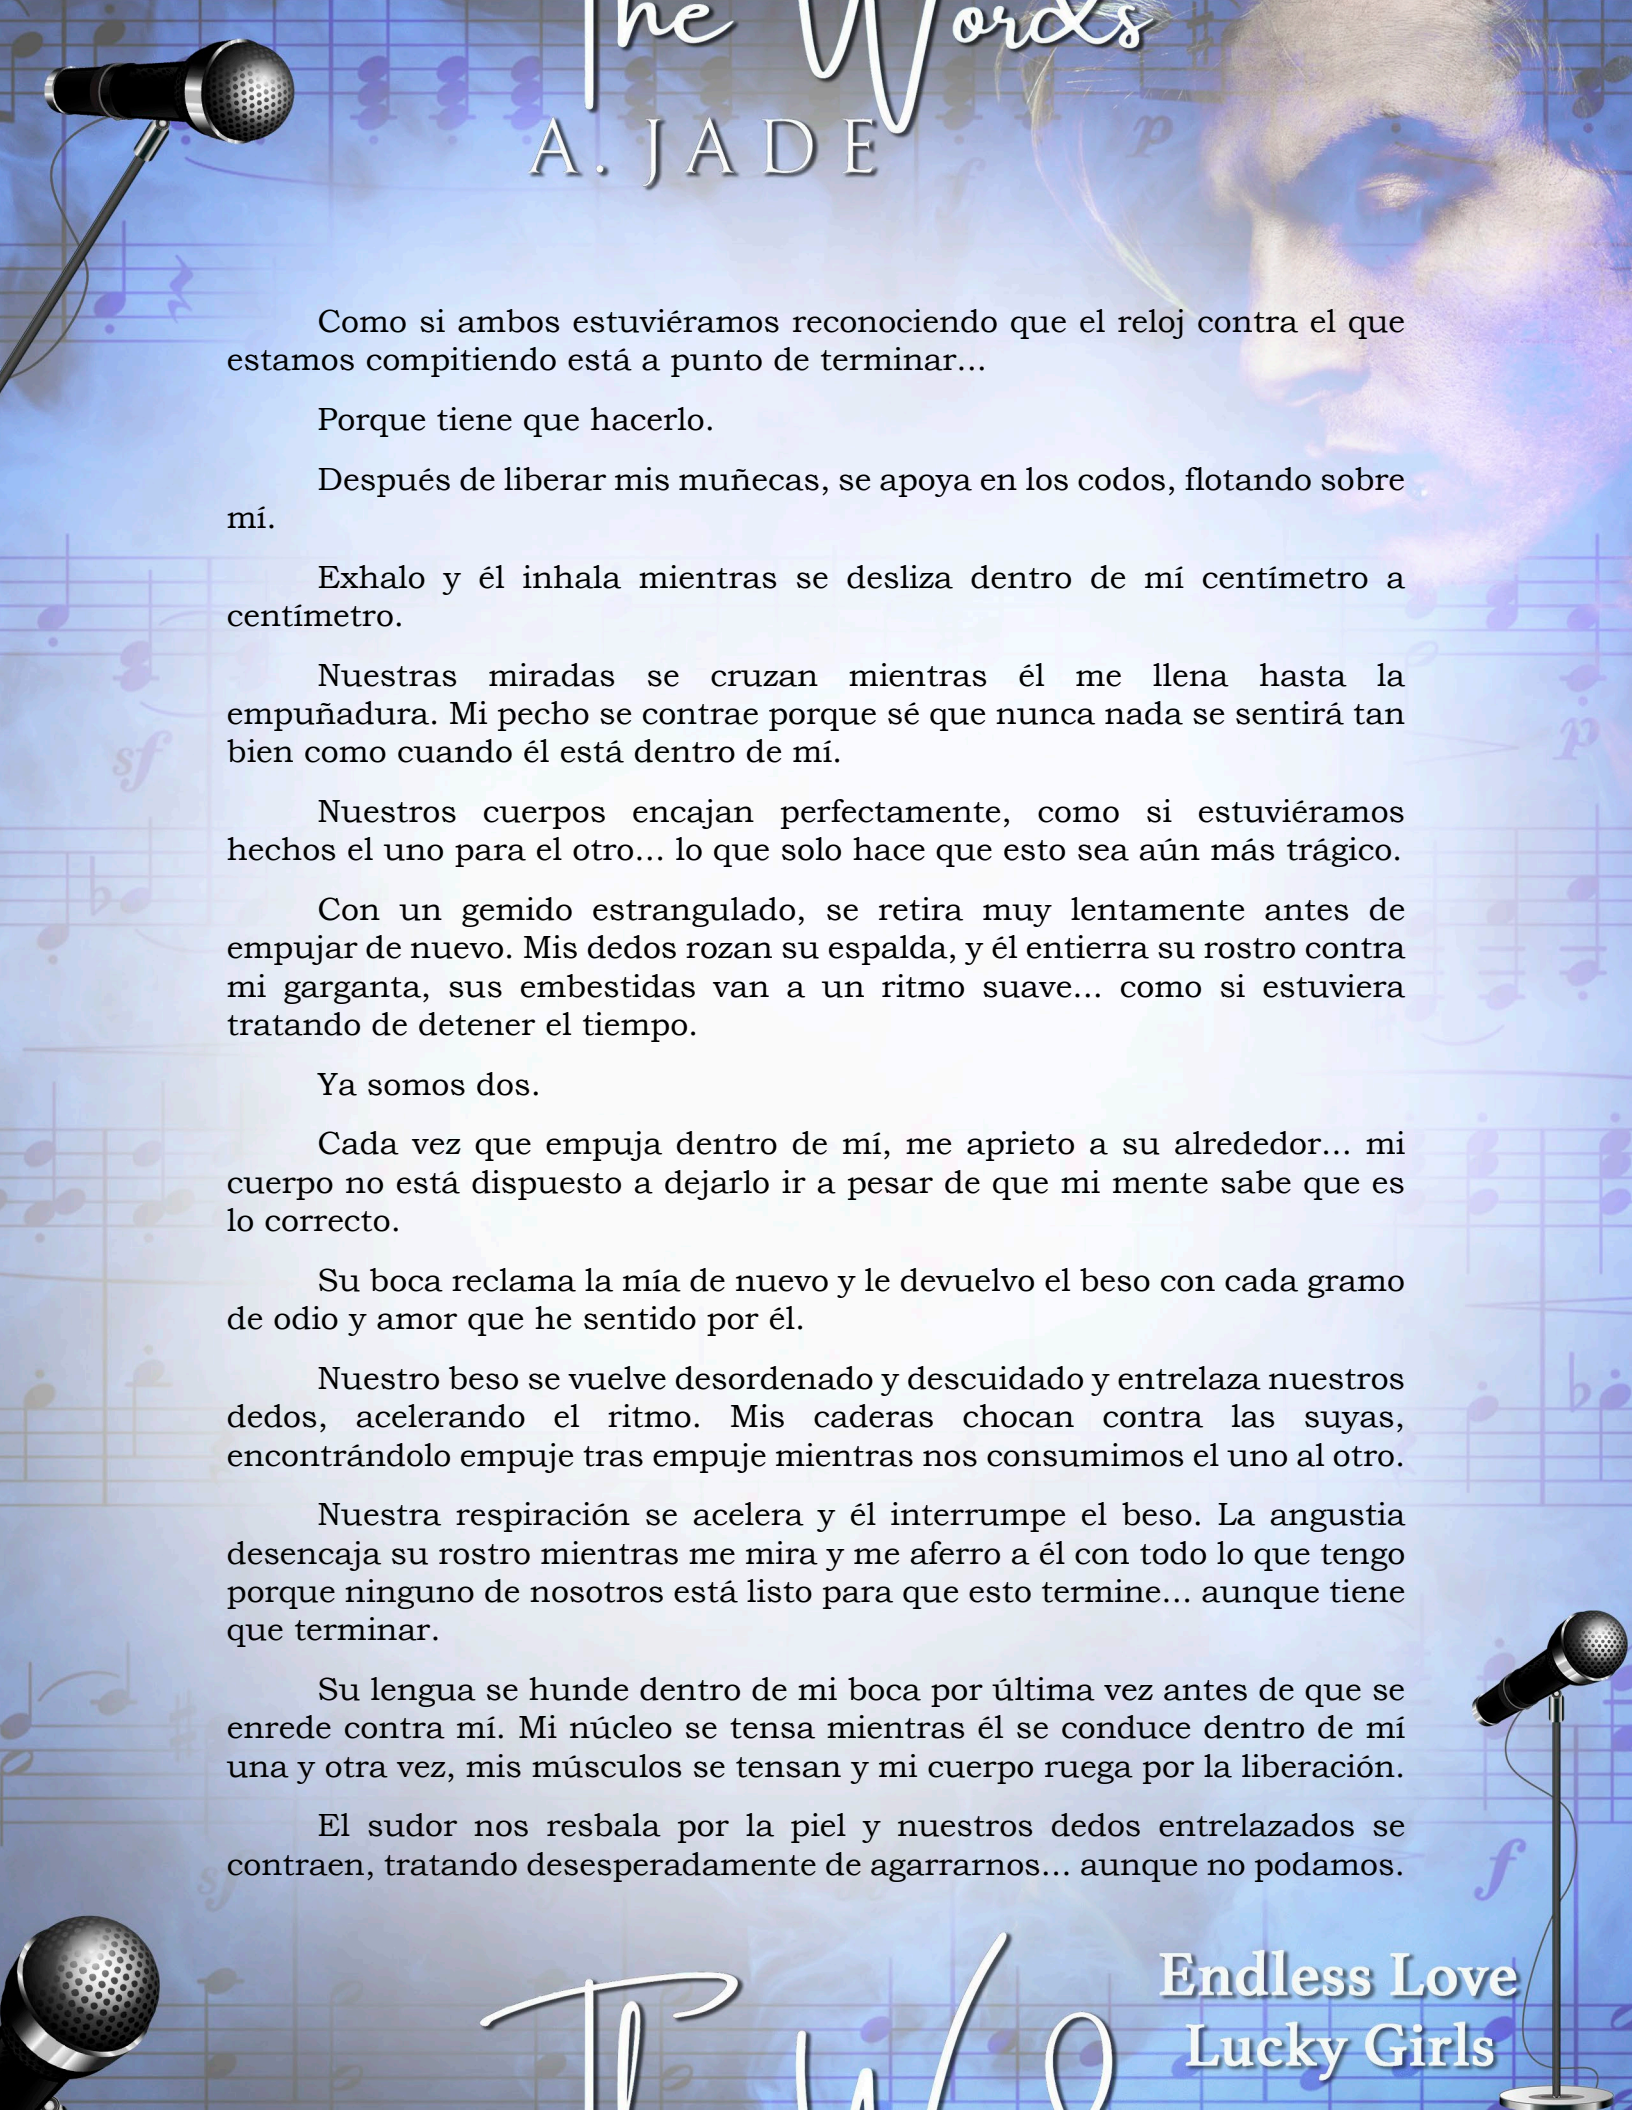 The Words
A. JADE
Como si ambos estuviéramos reconociendo que el reloj contra el que
estamos compitiendo está a punto de terminar...
Porque tiene que hacerlo.
Después de liberar mis muñecas, se apoya en los codos, flotando sobre
mí.
Exhalo y él inhala mientras se desliza dentro de mí centímetro a
centímetro.
Nuestras miradas se cruzan mientras él me llena hasta la
empuñadura. Mi pecho se contrae porque sé que nunca nada se sentirá tan
bien como cuando él está dentro de mí.
Nuestros cuerpos encajan perfectamente, como si estuviéramos
hechos el uno para el otro... lo que solo hace que esto sea aún más trágico.
Con un gemido estrangulado, se retira muy lentamente antes de
empujar de nuevo. Mis dedos rozan su espalda, y él entierra su rostro contra
mi garganta, sus embestidas van a un ritmo suave... como si estuviera
tratando de detener el tiempo.
Ya somos dos.
Cada vez que empuja dentro de mí, me aprieto a su alrededor... mi
cuerpo no está dispuesto a dejarlo ir a pesar de que mi mente sabe que es
lo correcto.
Su boca reclama la mía de nuevo y le devuelvo el beso con cada gramo
de odio y amor que he sentido por él.
Nuestro beso se vuelve desordenado y descuidado y entrelaza nuestros
dedos, acelerando el ritmo. Mis caderas chocan contra las suyas,
encontrándolo empuje tras empuje mientras nos consumimos el uno al otro.
Nuestra respiración se acelera y él interrumpe el beso. La angustia
desencaja su rostro mientras me mira y me aferro a él con todo lo que tengo
porque ninguno de nosotros está listo para que esto termine... aunque tiene
que terminar.
Su lengua se hunde dentro de mi boca por última vez antes de que se
enrede contra mí. Mi núcleo se tensa mientras él se conduce dentro de mí
una y otra vez, mis músculos se tensan y mi cuerpo ruega por la liberación.
El sudor nos resbala por la piel y nuestros dedos entrelazados se
contraen, tratando desesperadamente de agarrarnos... aunque no podamos.
Endless Love
Lucky Girls